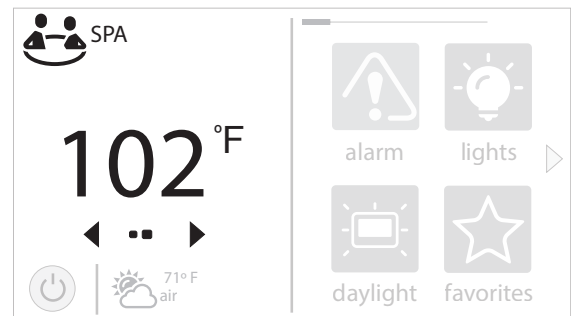 SPA
102°F
71° F
air
alarm
lights
daylight
favorites